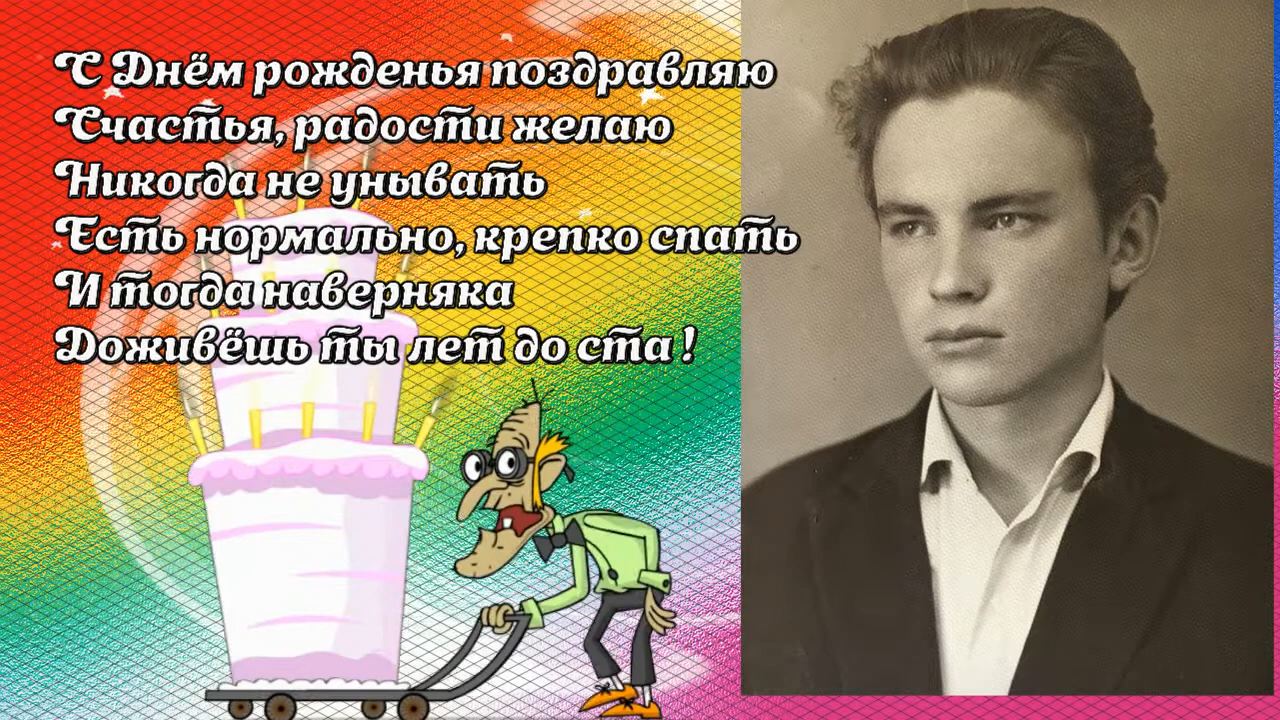 С Днём рожденья поздравляю
Счастья, радости желаю
Никогда не унывать
Есть нормально, крепко спать
И тогда наверняка
Доживёшь ты лет до ста !